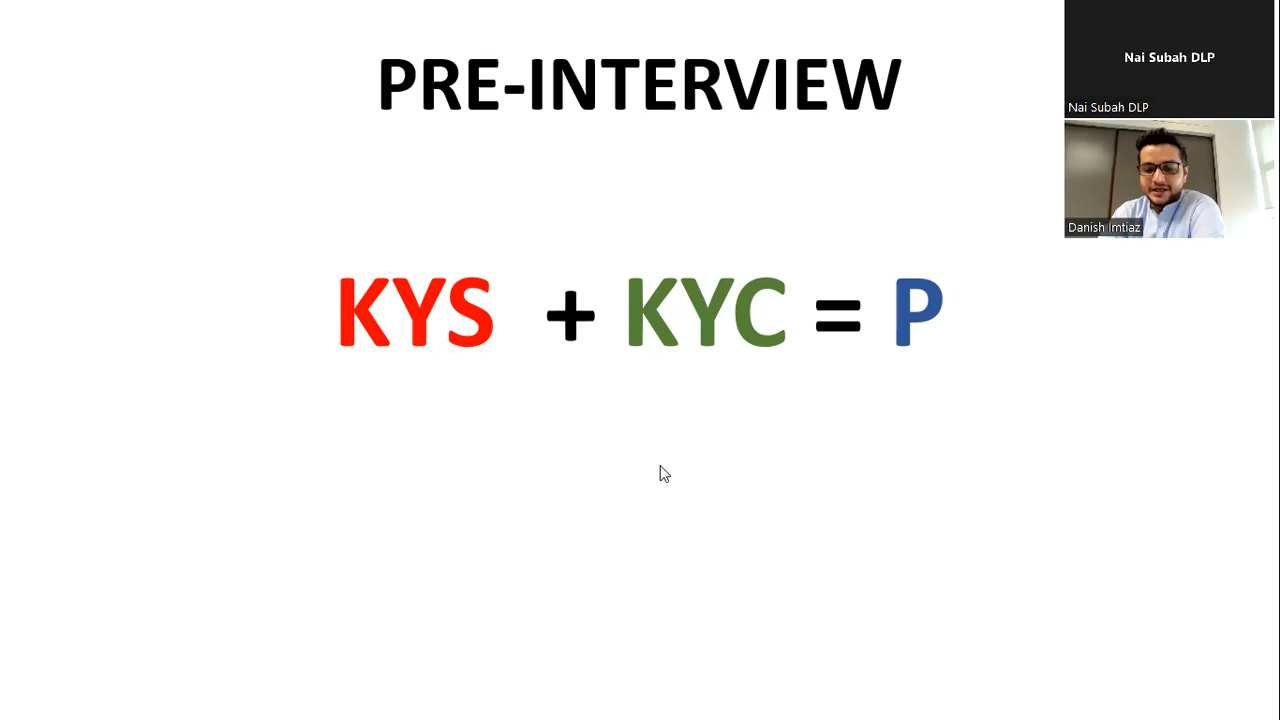 PRE-INTERVIEW
Nai Subah DLP
Nai Subah DLP
Danish Imtiaz
KYS + KYC = P